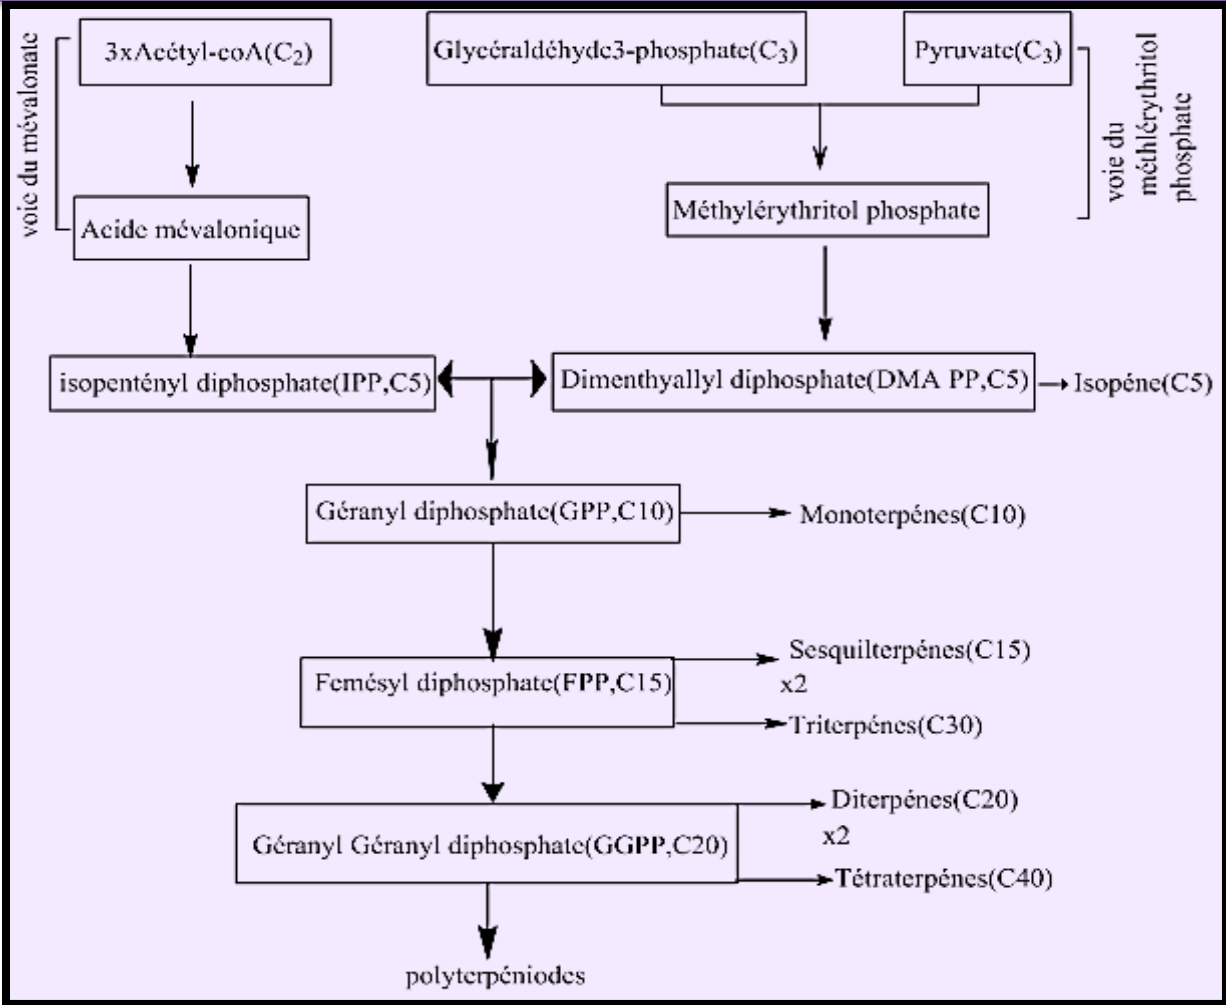 voie du mévalonate
3xAcétyl-coA(C2)
Glycéraldéhyde3-phosphate(C3)
Pyruvate(C3)
voie du
méthlérythritol
phosphate
Acide mévalonique
Méthylérythritol phosphate
isopentényl diphosphate(IPP,C5)
Dimenthyallyl diphosphate(DMA PP,C5)
Isopéne(C5)
Géranyl diphosphate(GPP,C10)
Monoterpénes(C10)
Femésyl diphosphate(FPP,C15)
Sesquilterpénes(C15)
x2
Triterpénes(C30)
Géranyl Géranyl diphosphate(GGPP,C20)
Diterpénes(C20)
x2
Tétraterpénes(C40)
polyterpéniodes